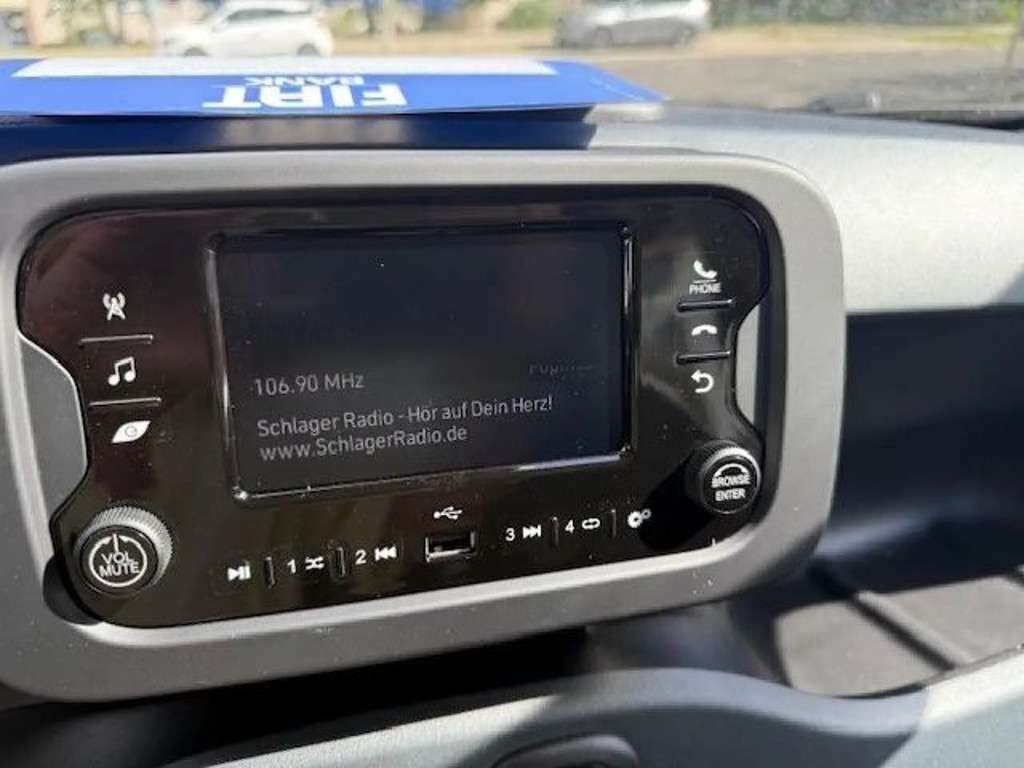 FIAT
BANK
PHONE
106.90 MHz
Schlager Radio - Hör auf Dein Herz!
www.SchlagerRadio.de
BROWSE
ENTER
VOL
MUTE
1
2
3
4